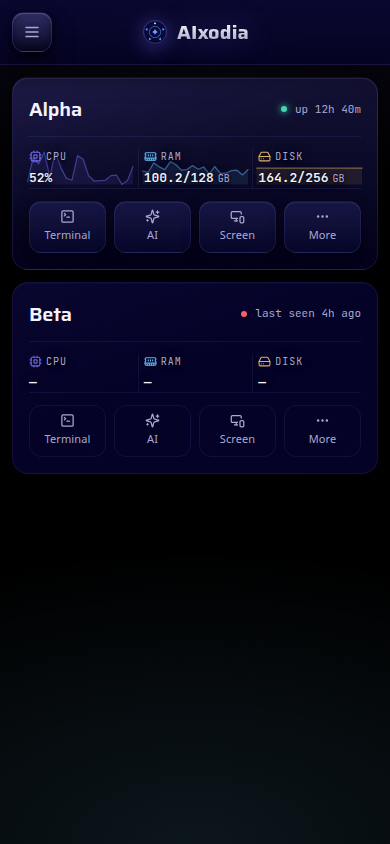 AIxodia
Alpha
up 12h 40m
CPU RAM DISK
52% 100.2/128 GB 164.2/256 GB
Terminal AI Screen More
Beta
last seen 4h ago
CPU RAM DISK
— — —
Terminal AI Screen More